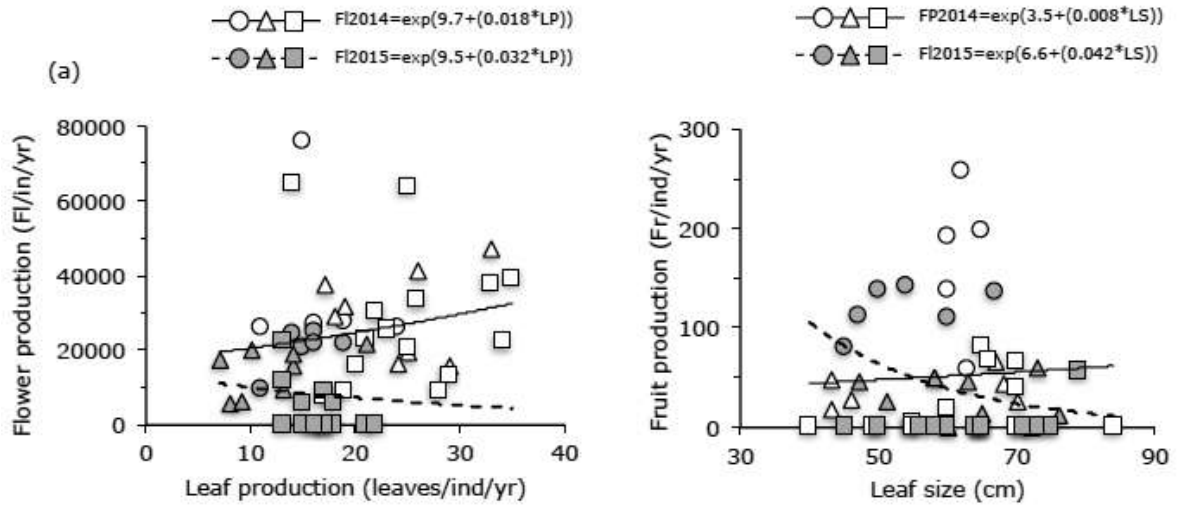 Fl2014=exp(9.7+(0.018*LP))
Fl2015=exp(9.5+(0.032*LP))
(a)
80000
60000
40000
20000
0
Flower production (Fl/in/yr)
0 10 20 30 40
Leaf production (leaves/ind/yr)
FP2014=exp(3.5+(0.008*LS))
Fl2015=exp(6.6+(0.042*LS))
300
200
100
0
Fruit production (Fr/ind/yr)
30 50 70 90
Leaf size (cm)